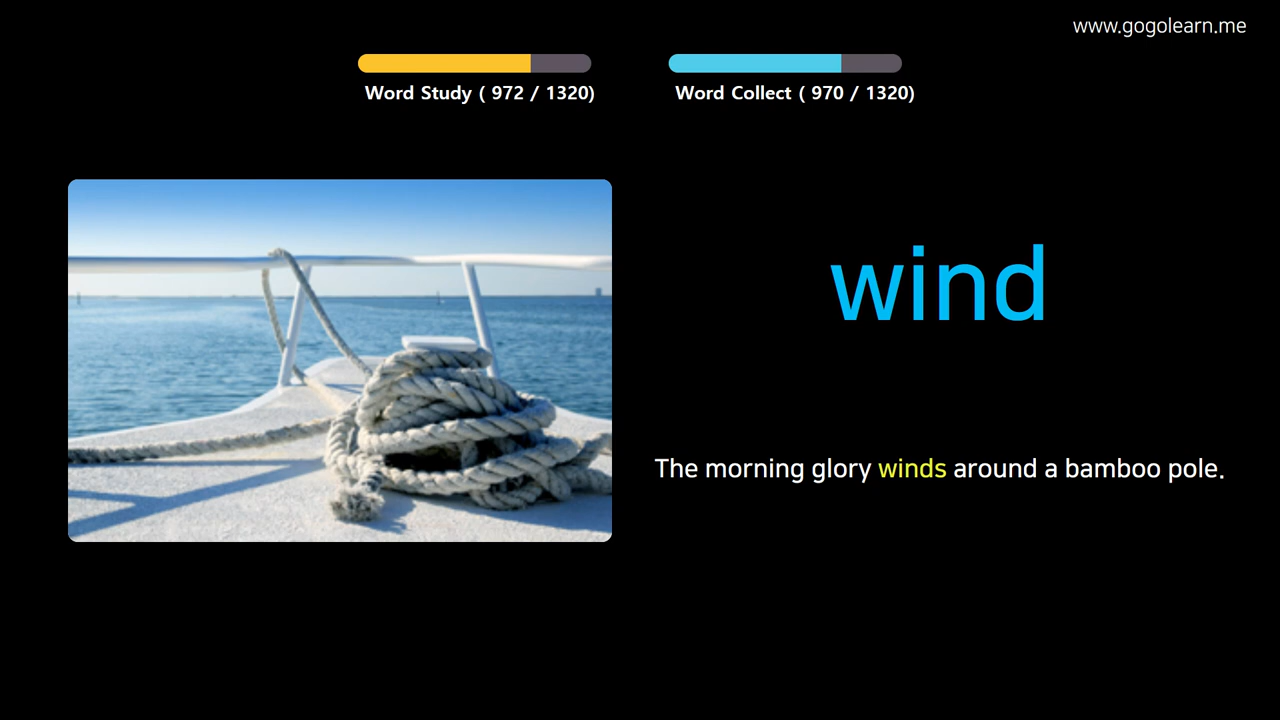 www.gogolearn.me
Word Study ( 972 / 1320)
Word Collect ( 970 / 1320)
wind
The morning glory winds around a bamboo pole.